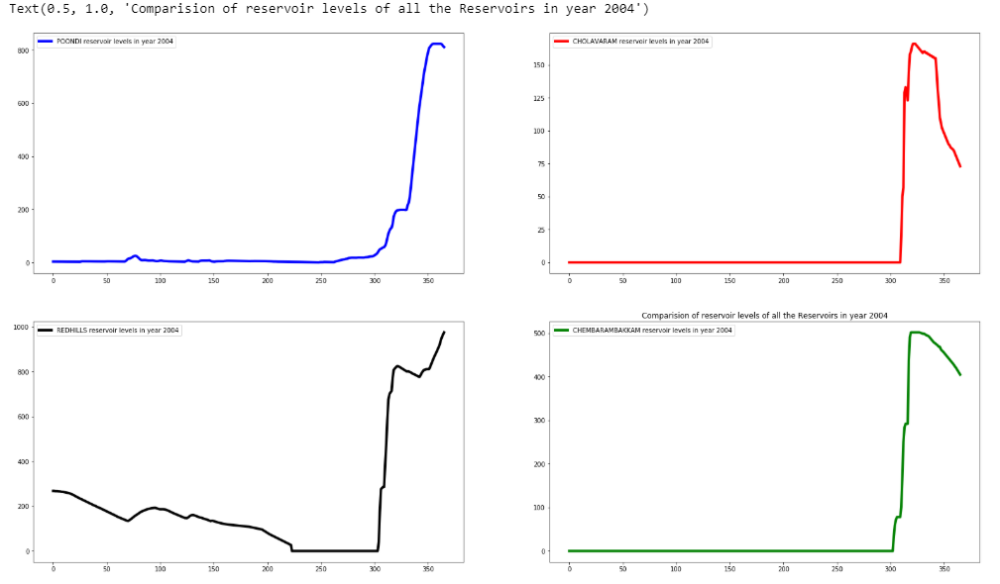 Text(0.5, 1.0, 'Comparision of reservoir levels of all the Reservoirs in year 2004')
POONDI reservoir levels in year 2004
800
600
400
200
0
0 50 100 150 200 250 300 350
CHOLAVARAM reservoir levels in year 2004
150
125
100
75
50
25
0
0 50 100 150 200 250 300 350
REDHILLS reservoir levels in year 2004
1000
800
600
400
200
0
0 50 100 150 200 250 300 350
Comparision of reservoir levels of all the Reservoirs in year 2004
CHEMBARAMBAKKAM reservoir levels in year 2004
500
400
300
200
100
0
0 50 100 150 200 250 300 350